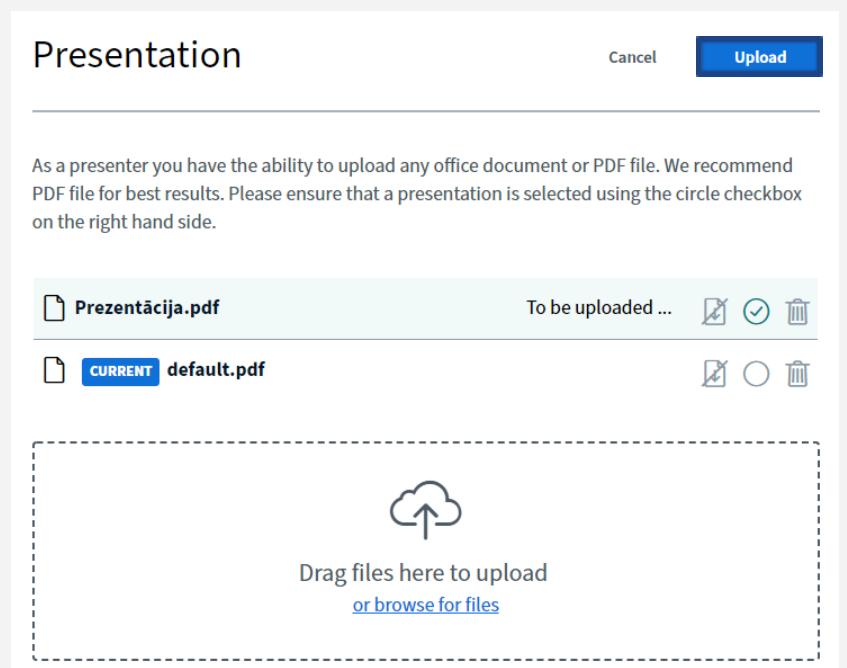 Presentation
Cancel
Upload
As a presenter you have the ability to upload any office document or PDF file. We recommend
PDF file for best results. Please ensure that a presentation is selected using the circle checkbox
on the right hand side.
Prezentācija.pdf
To be uploaded ...
CURRENT default.pdf
Drag files here to upload
or browse for files